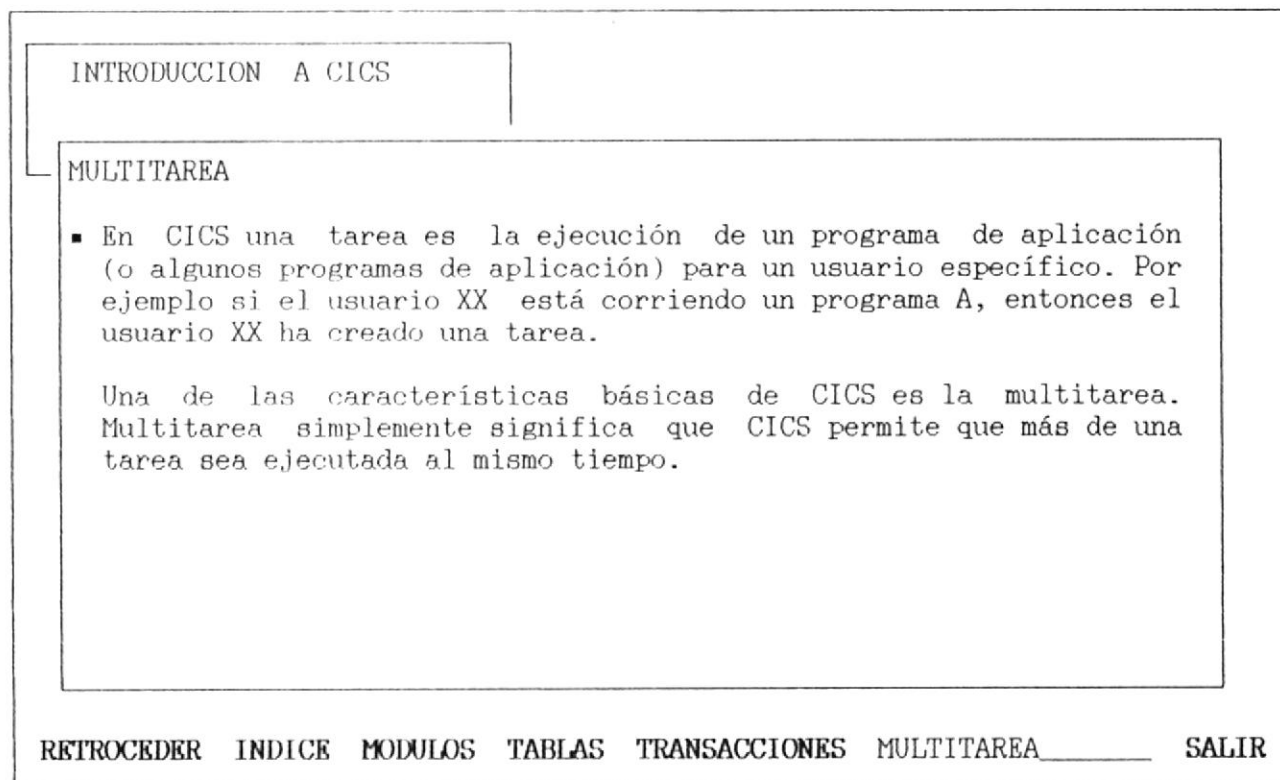 INTRODUCCION A CICS
MULTITAREA
▪ En CICS una tarea es la ejecución de un programa de aplicación
(o algunos programas de aplicación) para un usuario específico. Por
ejemplo si el usuario XX está corriendo un programa A, entonces el
usuario XX ha creado una tarea.
Una de las características básicas de CICS es la multitarea.
Multitarea simplemente significa que CICS permite que más de una
tarea sea ejecutada al mismo tiempo.
RETROCEDER INDICE MODULOS TABLAS TRANSACCIONES MULTITAREA________ SALIR